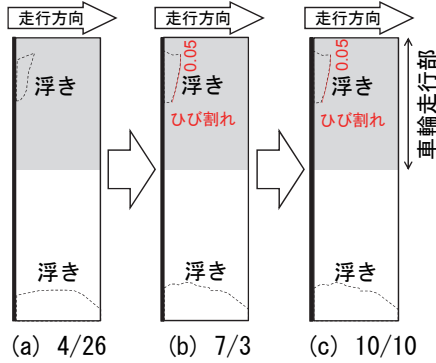 走行方向
走行方向
走行方向
浮き
0.05
浮き
ひび割れ
0.05
浮き
ひび割れ
車輪走行部
浮き
浮き
浮き
(a) 4/26
(b) 7/3
(c) 10/10